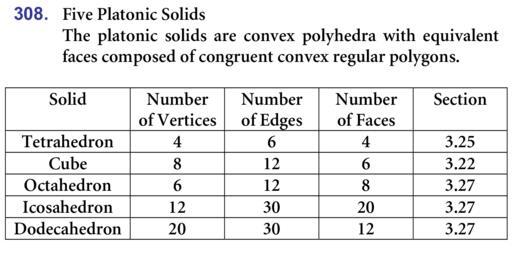 308. Five Platonic Solids
The platonic solids are convex polyhedra with equivalent
faces composed of congruent convex regular polygons.
Solid Number of Vertices Number of Edges Number of Faces Section
Tetrahedron 4 6 4 3.25
Cube 8 12 6 3.22
Octahedron 6 12 8 3.27
Icosahedron 12 30 20 3.27
Dodecahedron 20 30 12 3.27